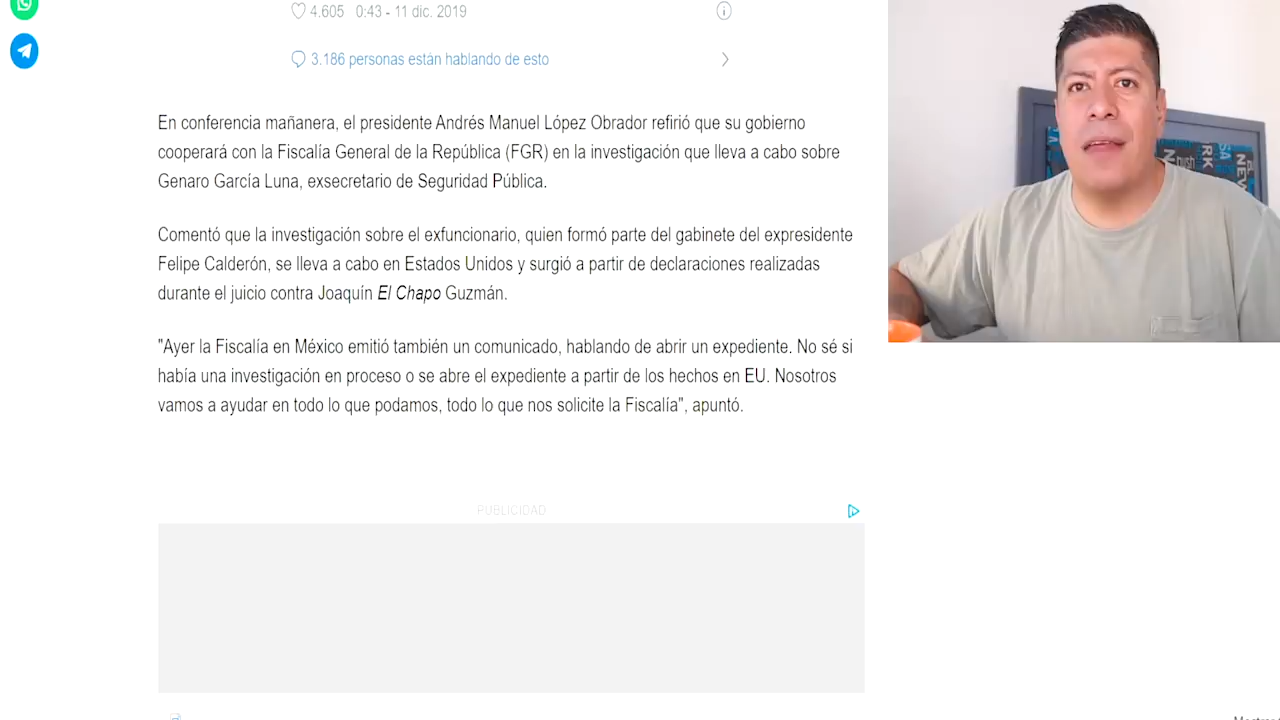 4.605 0:43 - 11 dic. 2019
3.186 personas están hablando de esto
En conferencia mañanera, el presidente Andrés Manuel López Obrador refirió que su gobierno
cooperará con la Fiscalía General de la República (FGR) en la investigación que lleva a cabo sobre
Genaro García Luna, exsecretario de Seguridad Pública.
Comentó que la investigación sobre el exfuncionario, quien formó parte del gabinete del expresidente
Felipe Calderón, se lleva a cabo en Estados Unidos y surgió a partir de declaraciones realizadas
durante el juicio contra Joaquín El Chapo Guzmán.
"Ayer la Fiscalía en México emitió también un comunicado, hablando de abrir un expediente. No sé si
había una investigación en proceso o se abre el expediente a partir de los hechos en EU. Nosotros
vamos a ayudar en todo lo que podamos, todo lo que nos solicite la Fiscalía", apuntó.
PUBLICIDAD